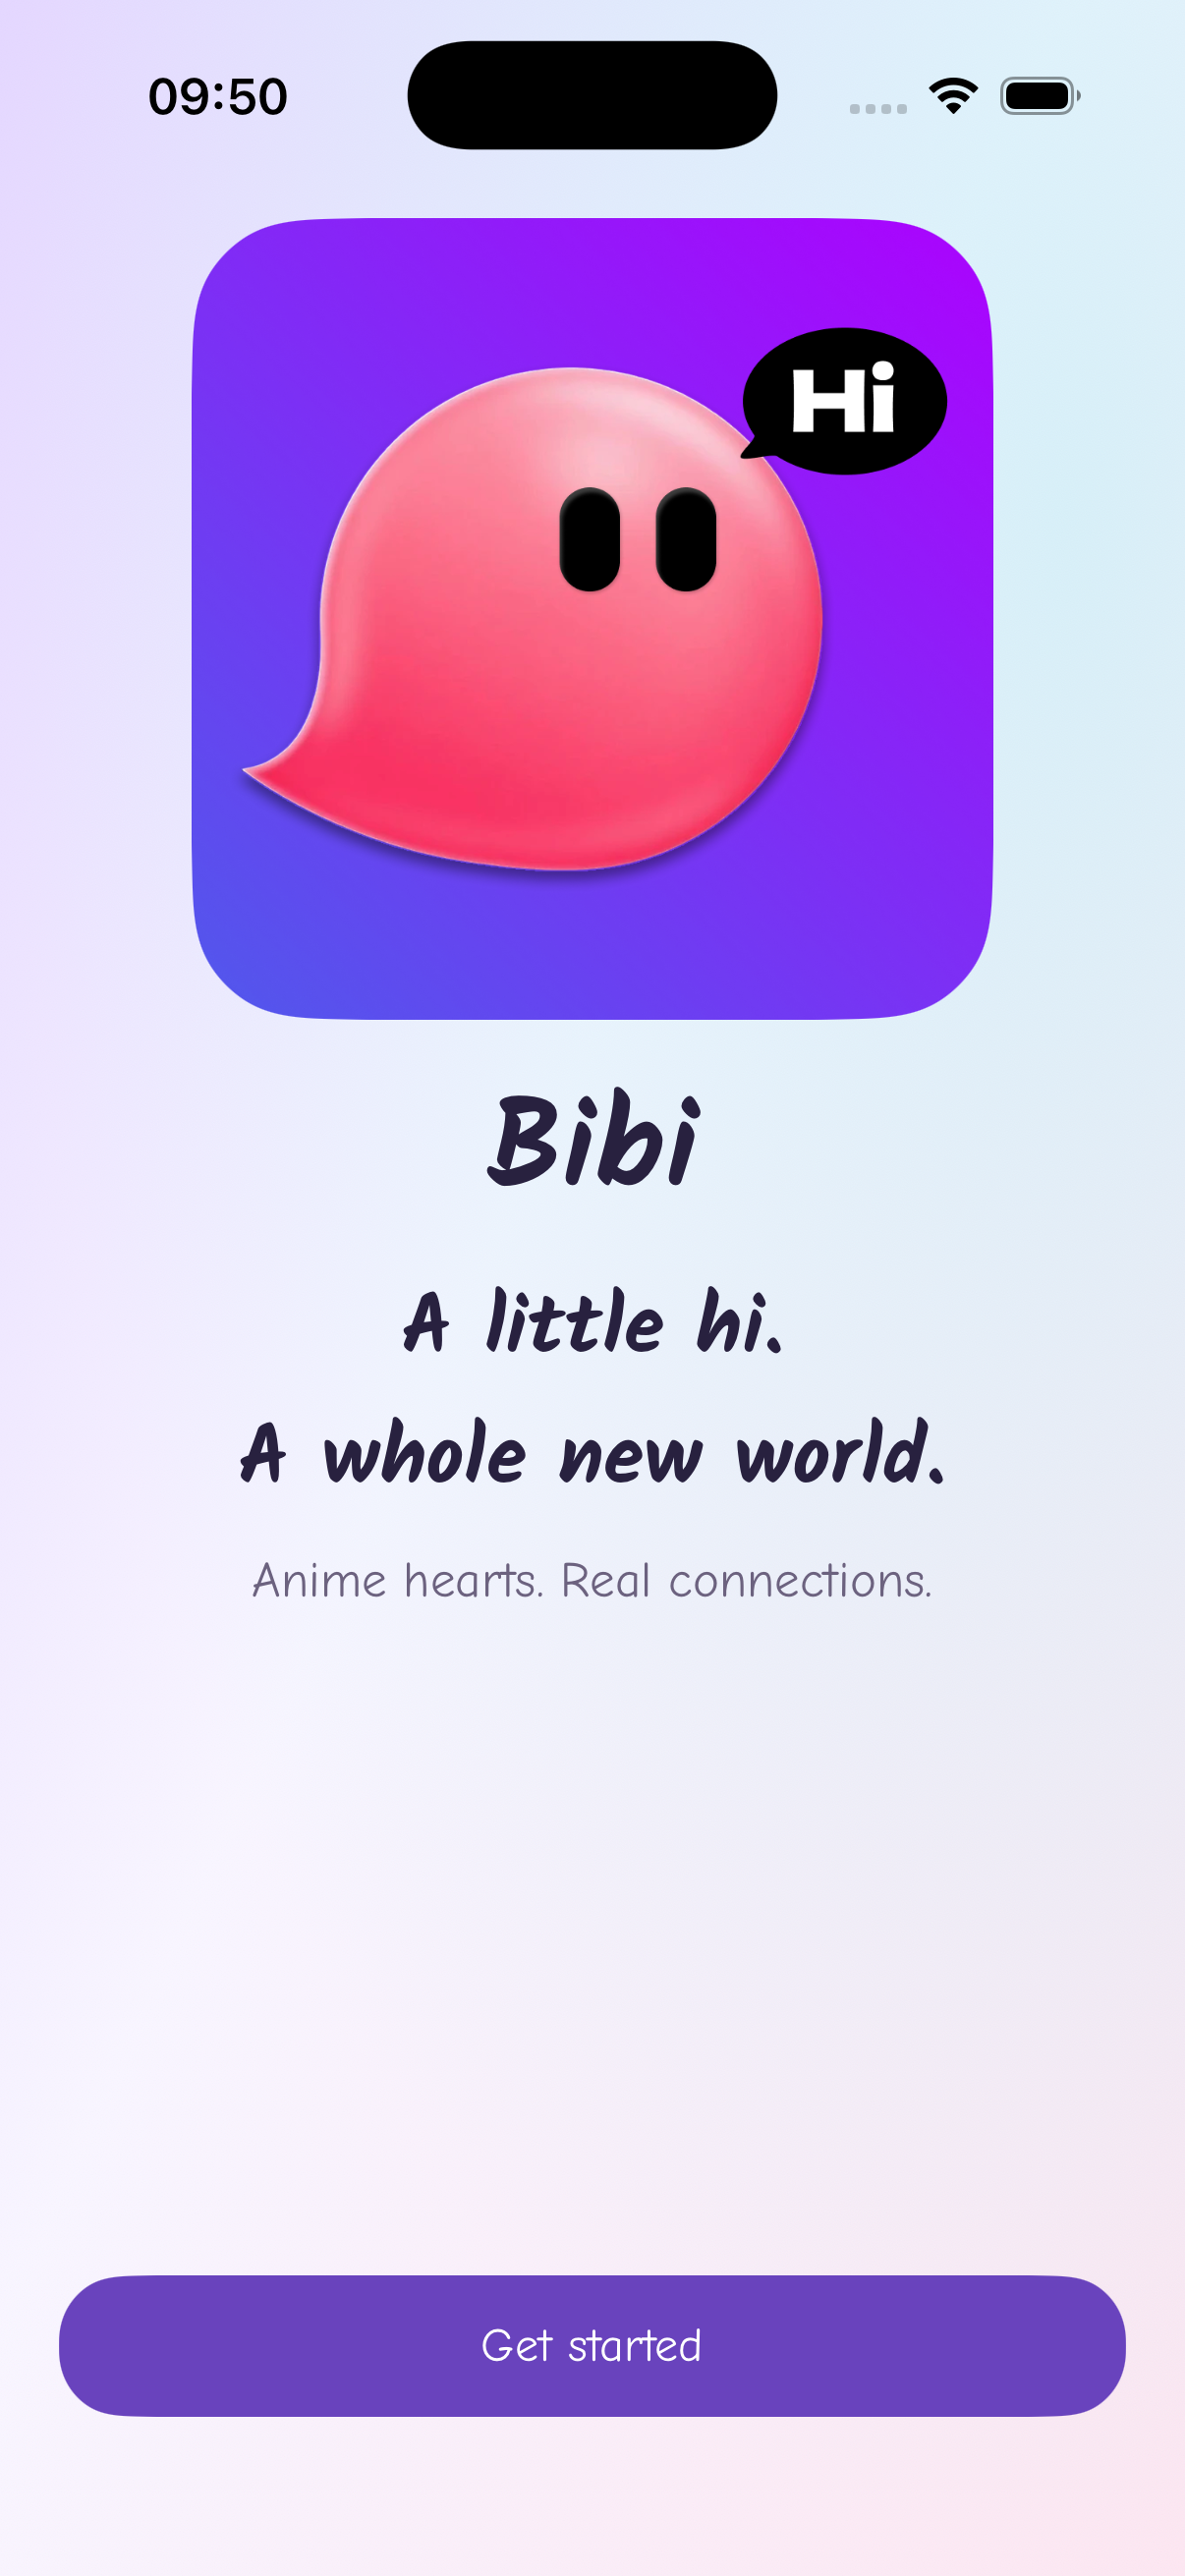 09:50
Hi
Bibi
A little hi.
A whole new world.
Anime hearts. Real connections.
Get started